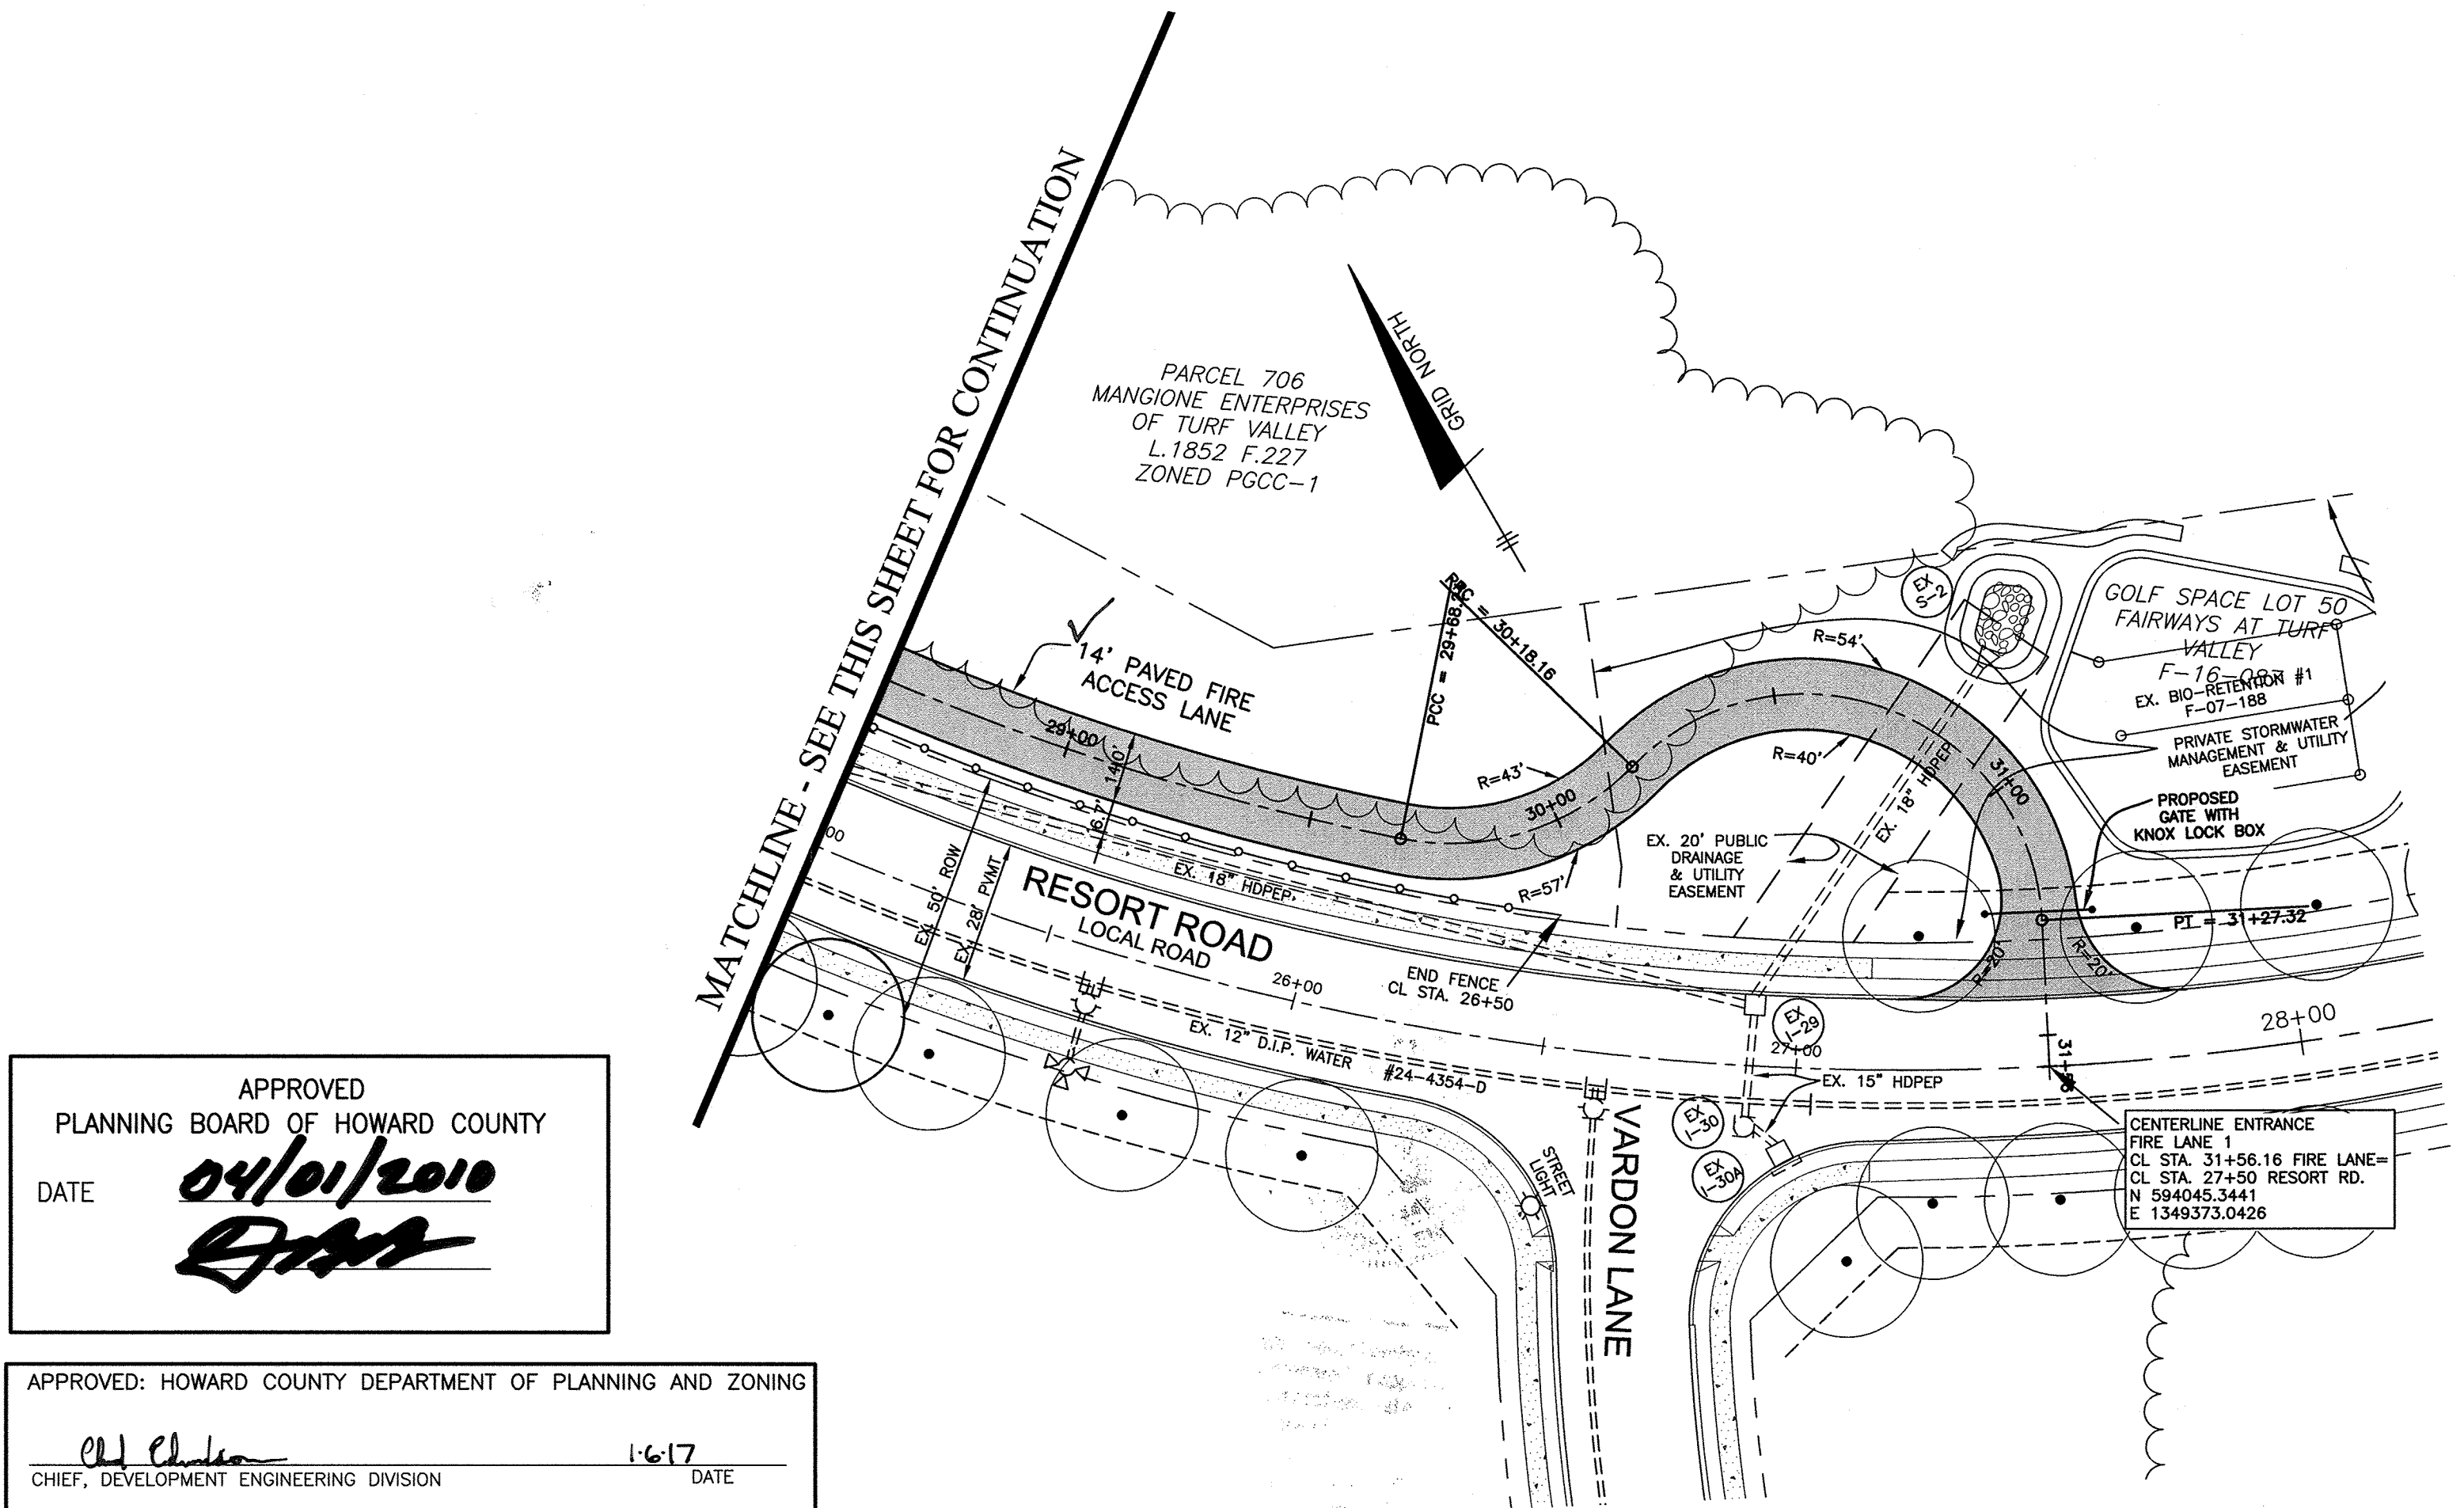 MATCHLINE - SEE THIS SHEET FOR CONTINUATION
GRID NORTH
PARCEL 706
MANGIONE ENTERPRISES
OF TURF VALLEY
L.1852 F.227
ZONED PGCC-1
14' PAVED FIRE
ACCESS LANE
29+00
14.0'
6.7'
PCC = 29+68.
= 30+18.16
R=43'
30+00
R=57'
R=54'
R=40'
31+00
EX S-2
GOLF SPACE LOT 50
FAIRWAYS AT TURF
VALLEY
F-16-
EX. BIO-RETENTION #1
F-07-188
PRIVATE STORMWATER
MANAGEMENT & UTILITY
EASEMENT
PROPOSED
GATE WITH
KNOX LOCK BOX
EX. 18" HDPEP
EX. 20' PUBLIC
DRAINAGE
& UTILITY
EASEMENT
PT = 31+27.32
R=20'
R=20'
00
EX. 50' ROW
EX. 28' PVMT
EX. 18" HDPEP
RESORT ROAD
LOCAL ROAD
26+00
END FENCE
CL STA. 26+50
EX. 12" D.I.P. WATER #24-4354-D
EX I-29
27+00
28+00
EX. 15" HDPEP
EX I-30
EX I-30A
STREET
LIGHT
VARDON LANE
CENTERLINE ENTRANCE
FIRE LANE 1
CL STA. 31+56.16 FIRE LANE=
CL STA. 27+50 RESORT RD.
N 594045.3441
E 1349373.0426
APPROVED
PLANNING BOARD OF HOWARD COUNTY
DATE 04/01/2010
APPROVED: HOWARD COUNTY DEPARTMENT OF PLANNING AND ZONING
1·6·17
CHIEF, DEVELOPMENT ENGINEERING DIVISION DATE